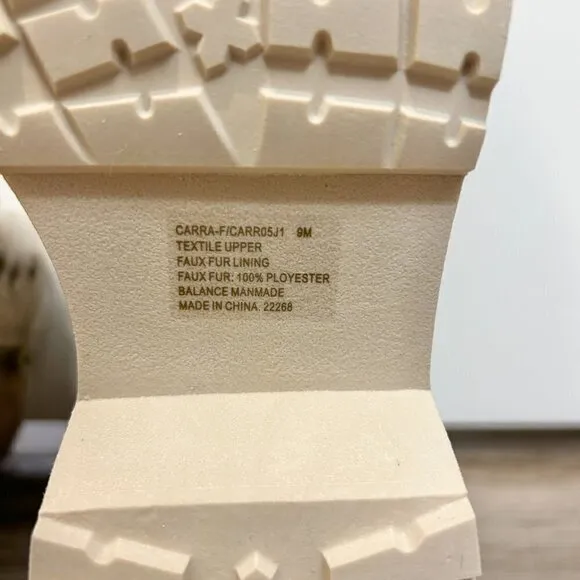 CARRA-F/CARR05J1 9M
TEXTILE UPPER
FAUX FUR LINING
FAUX FUR: 100% PLOYESTER
BALANCE MANMADE
MADE IN CHINA. 22268